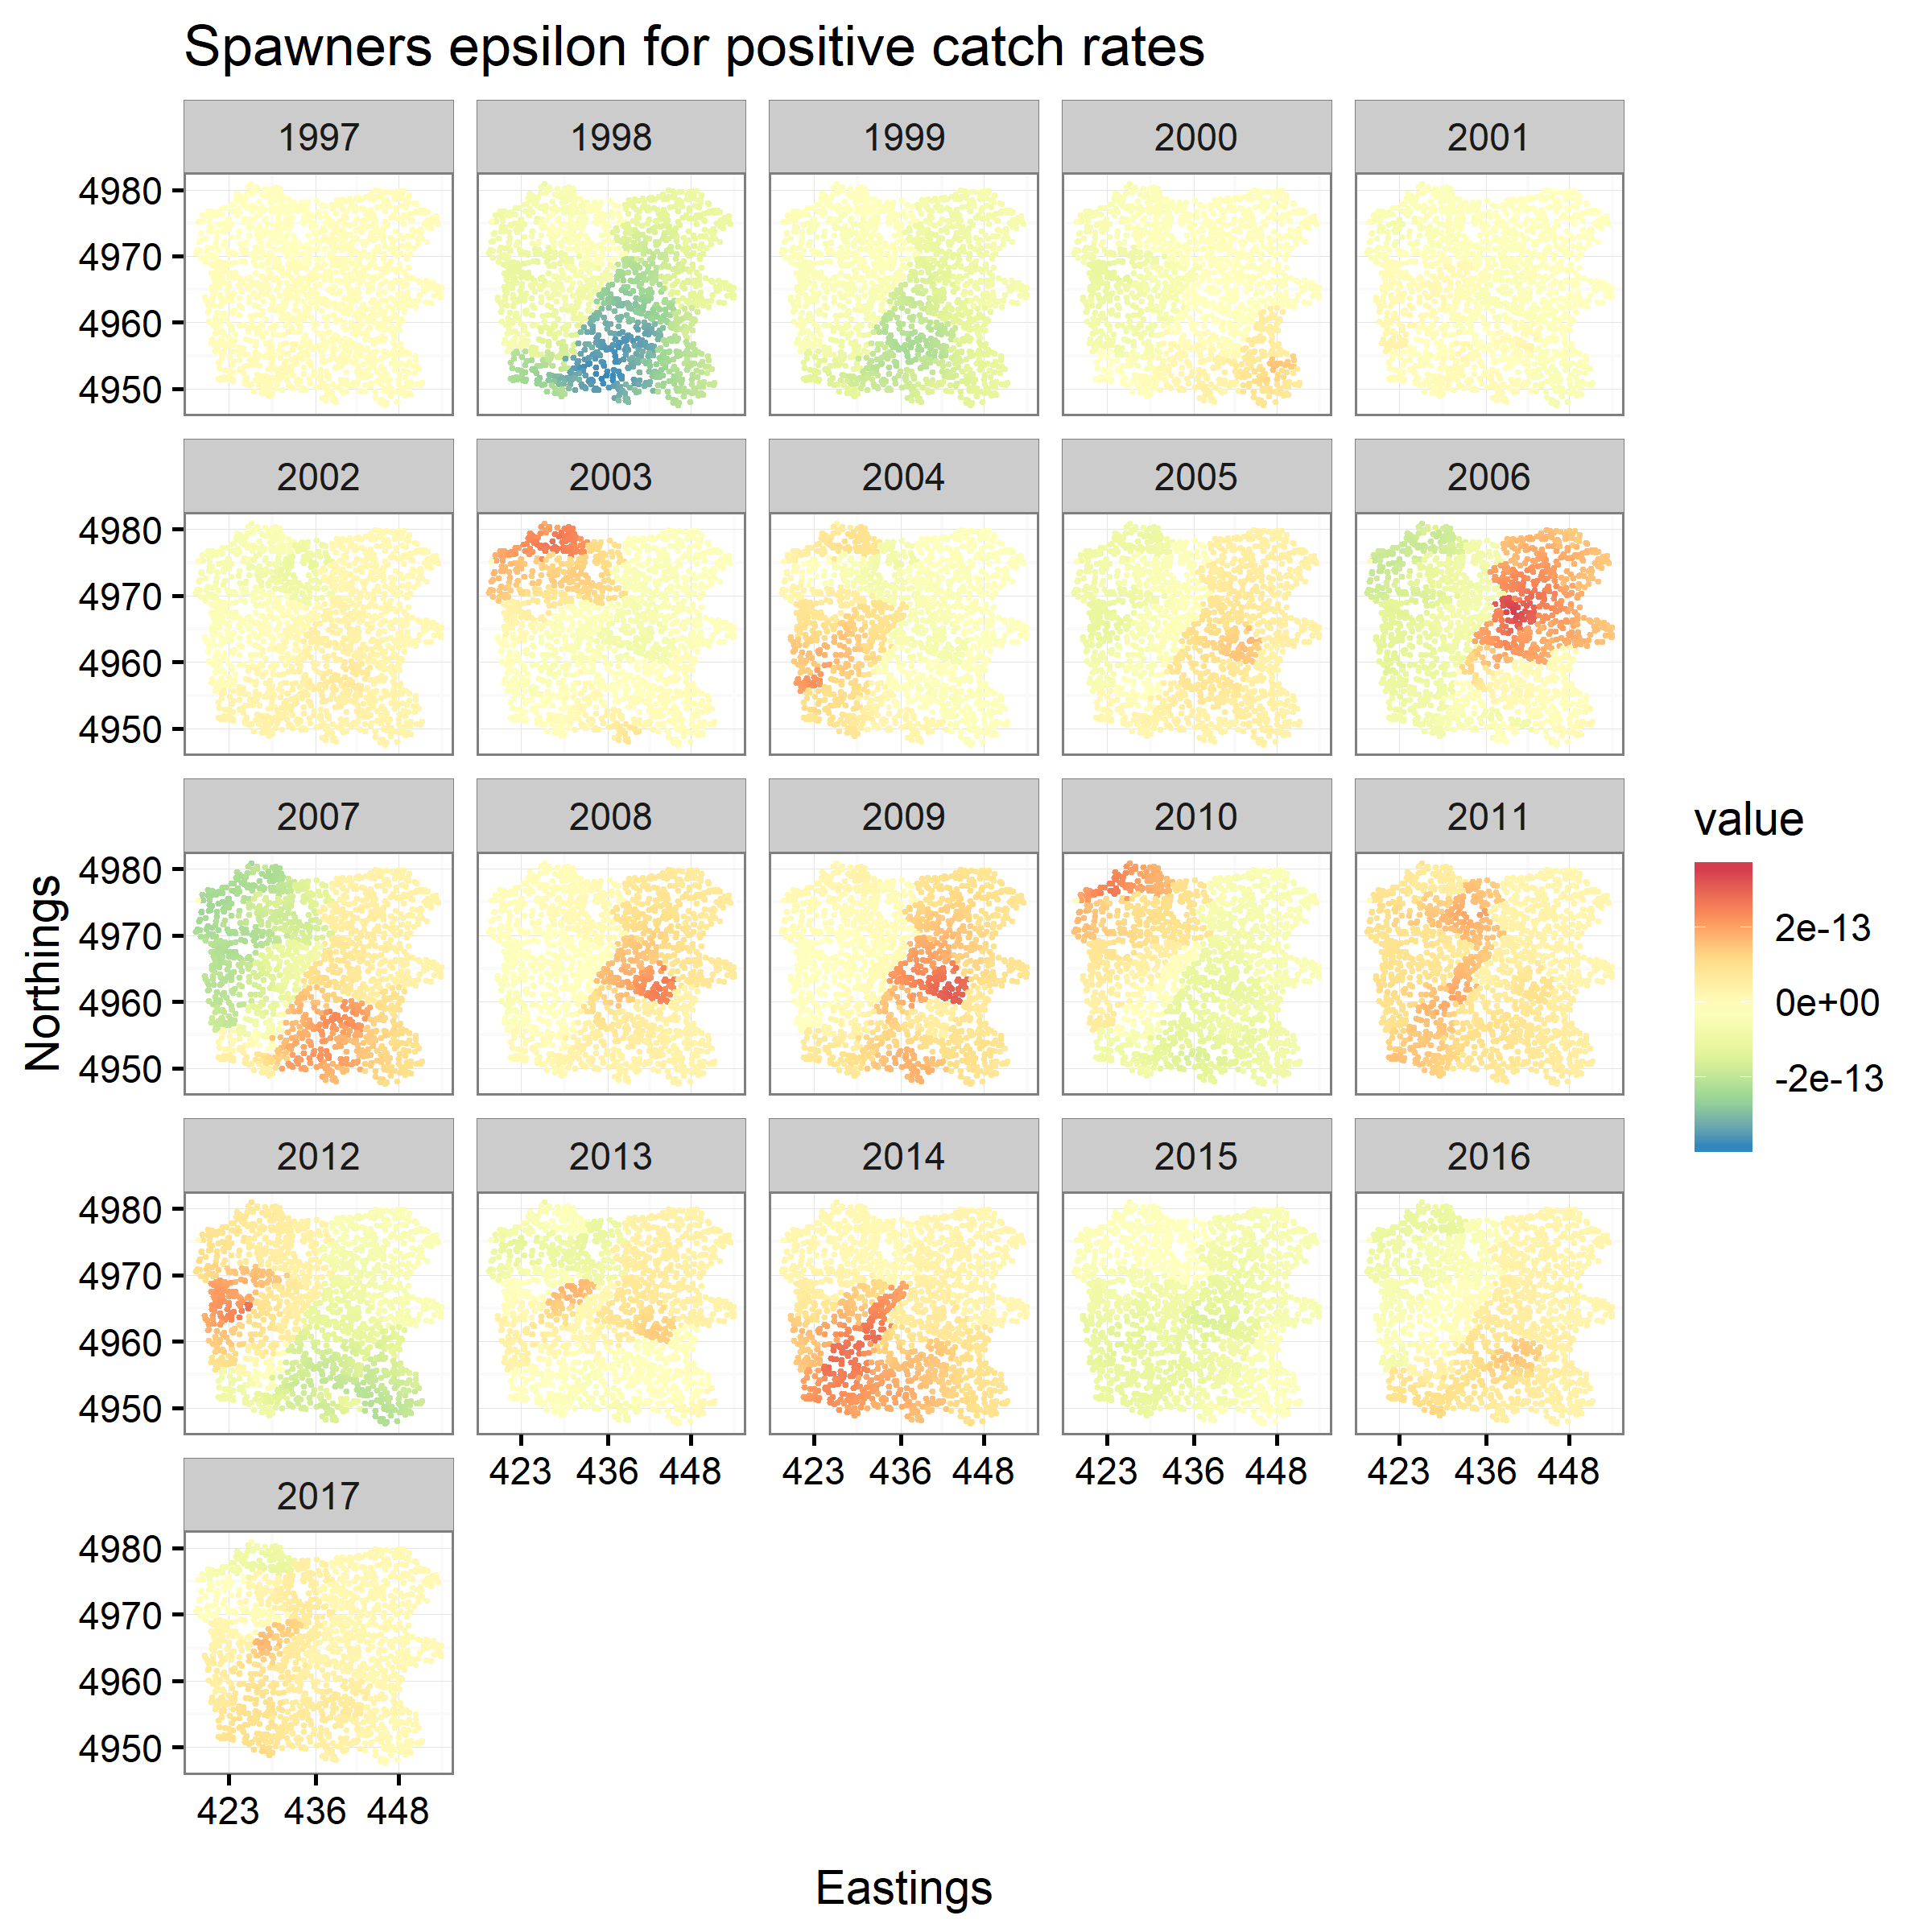 Spawners epsilon for positive catch rates
1997 1998 1999 2000 2001
4980
4970
4960
4950
2002 2003 2004 2005 2006
4980
4970
4960
4950
2007 2008 2009 2010 2011
4980
4970
4960
4950
2012 2013 2014 2015 2016
4980
4970
4960
4950
423 436 448 423 436 448 423 436 448 423 436 448
2017
4980
4970
4960
4950
423 436 448
Northings
Eastings
value
2e-13
0e+00
-2e-13